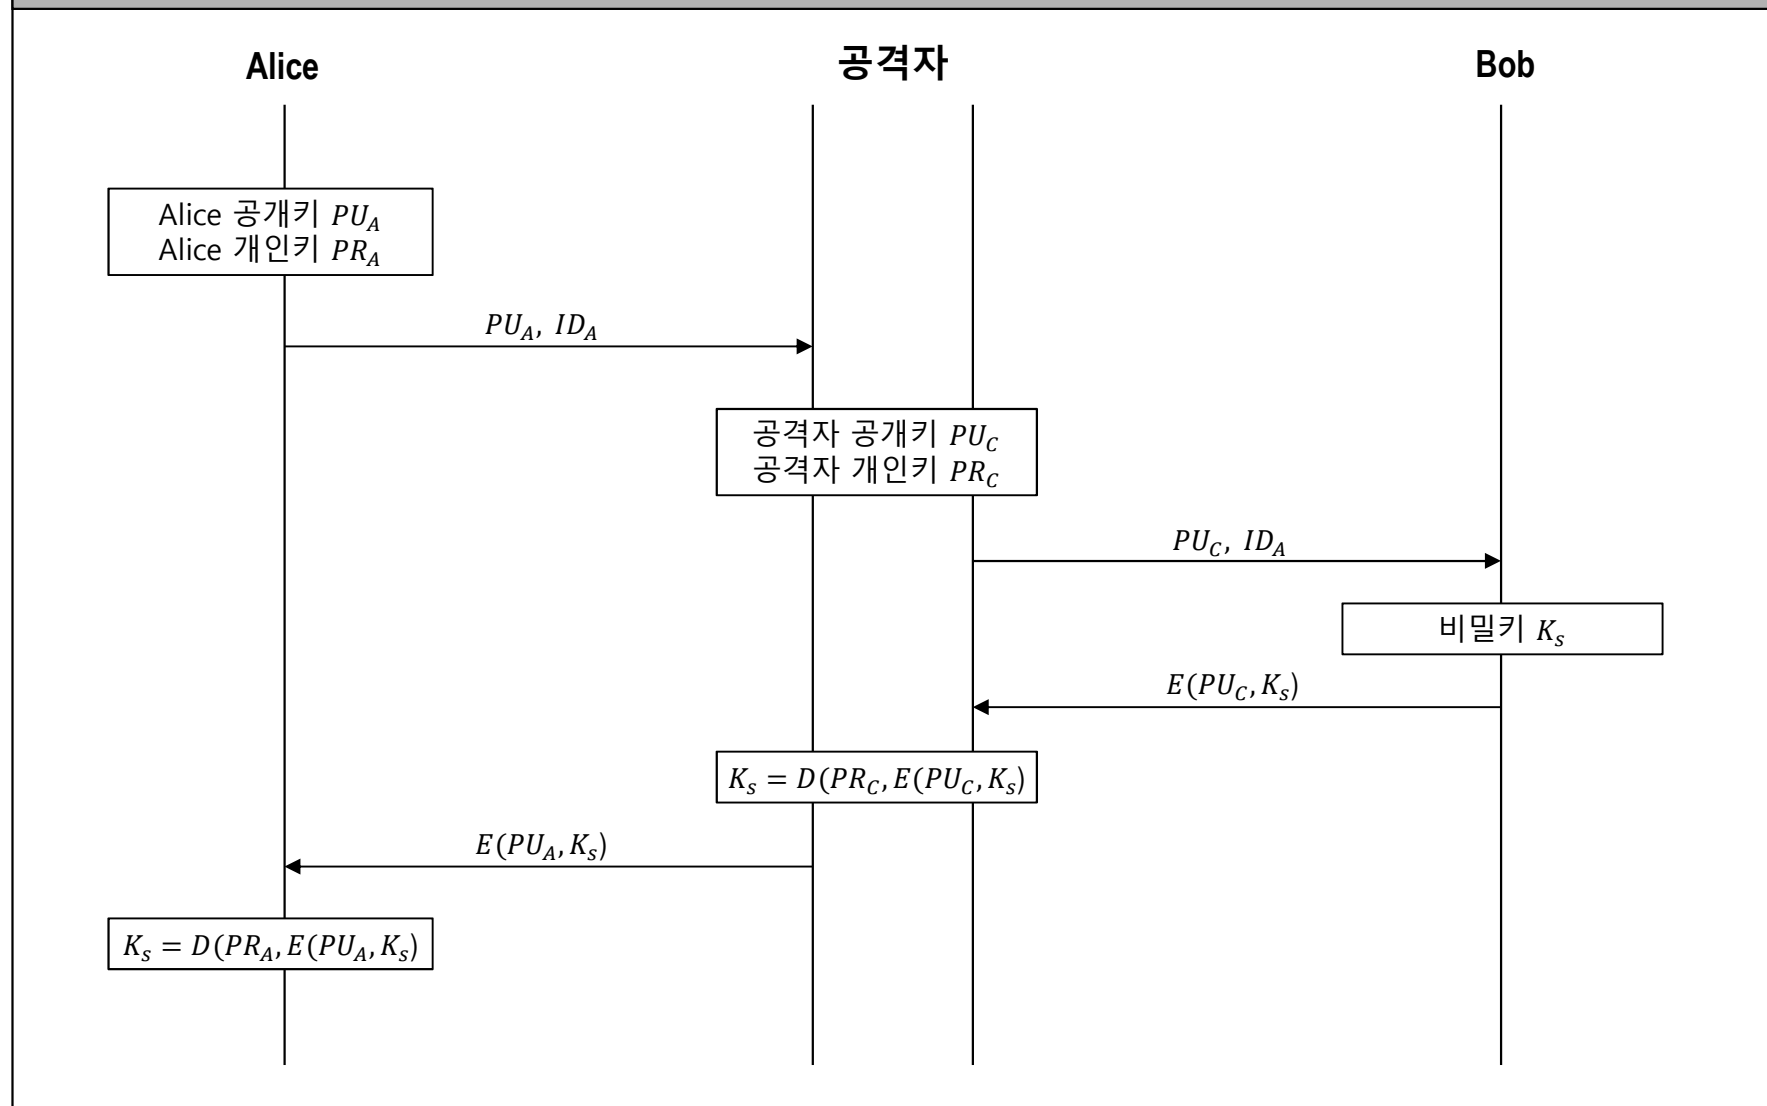 Alice 공격자 Bob
Alice 공개키 PU_A
Alice 개인키 PR_A
PU_A, ID_A
공격자 공개키 PU_C
공격자 개인키 PR_C
PU_C, ID_A
비밀키 K_s
E(PU_C, K_s)
K_s = D(PR_C, E(PU_C, K_s)
E(PU_A, K_s)
K_s = D(PR_A, E(PU_A, K_s)